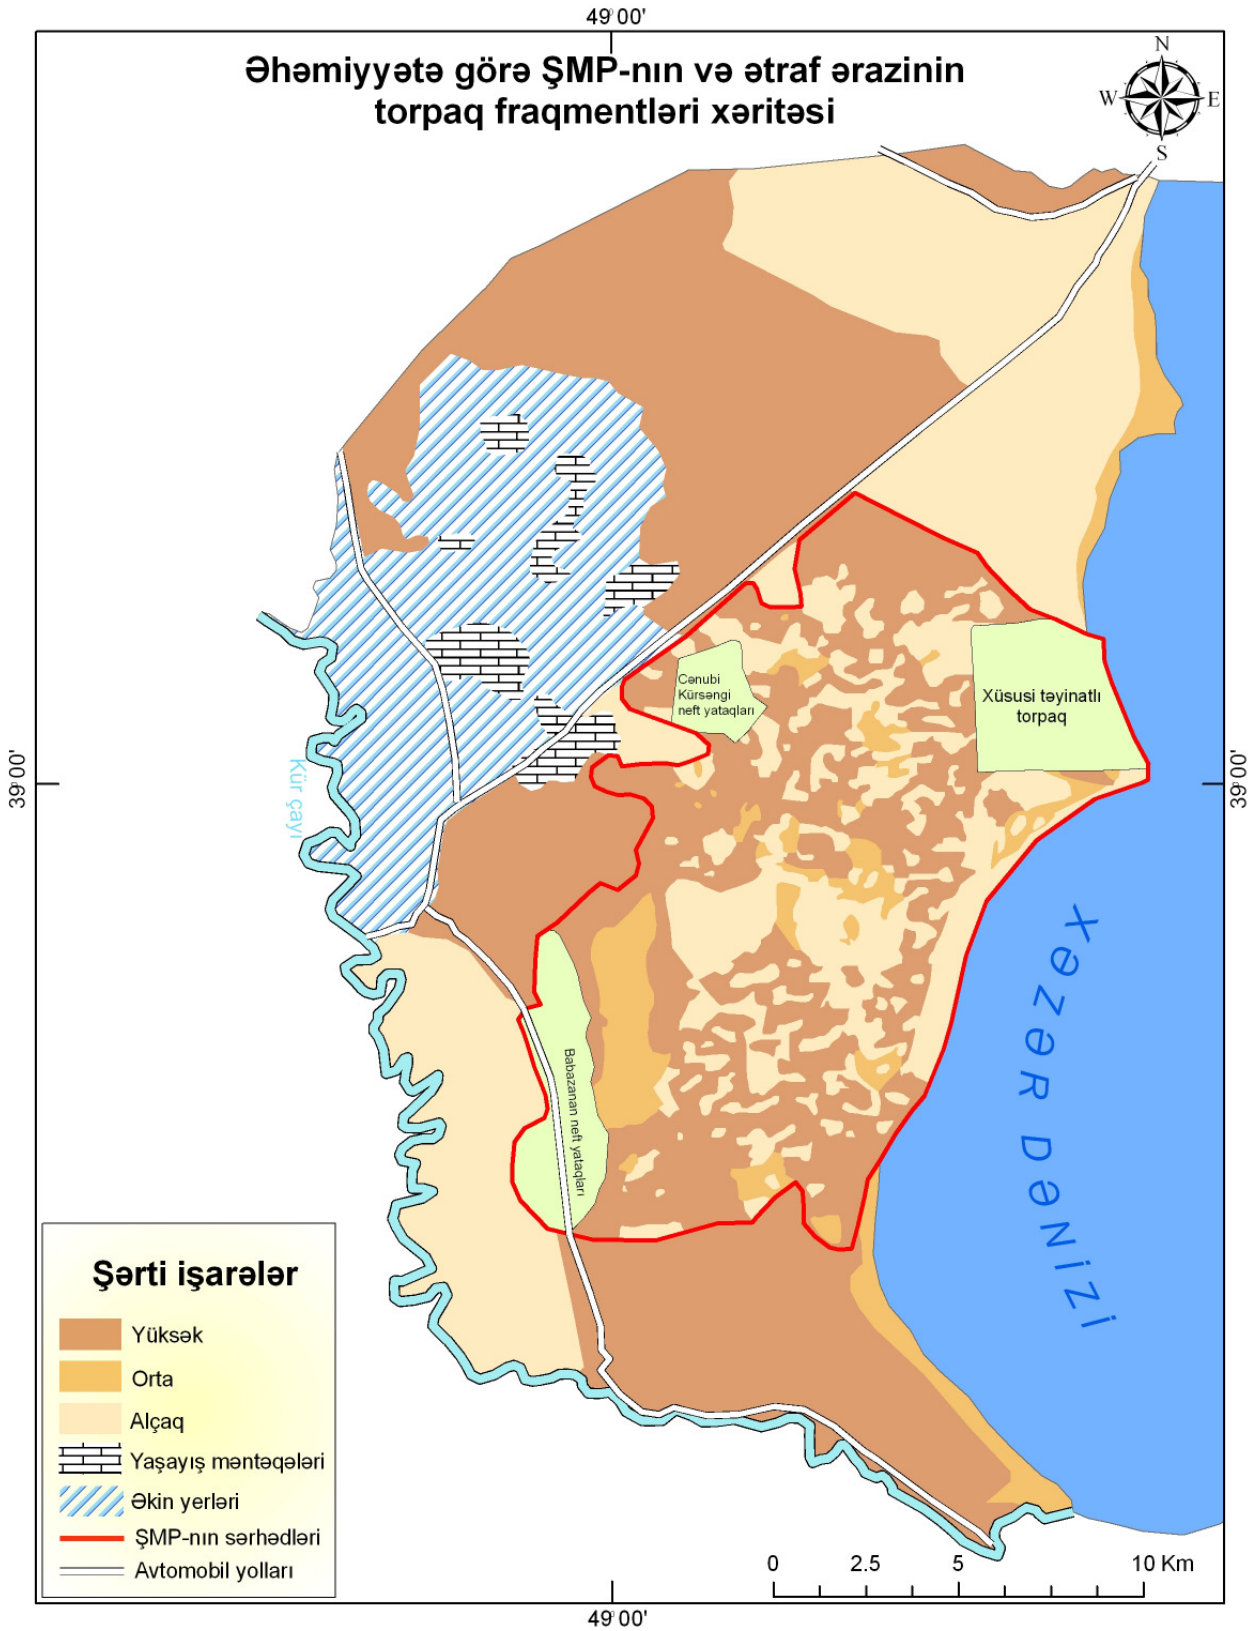 49°00'
Əhəmiyyətə görə ŞMP-nın və ətraf ərazinin
torpaq fraqmentləri xəritəsi
N
W
E
S
Cənubi
Kürsəngi
neft yataqları
Xüsusi təyinatlı
torpaq
39°00'
39°00'
Kür çayı
XƏZƏR DƏNİZİ
Babazanan neft yataqları
Şərti işarələr
Yüksək
Orta
Alçaq
Yaşayış məntəqələri
Əkin yerləri
ŞMP-nın sərhədləri
Avtomobil yolları
0 2.5 5 10 Km
49°00'